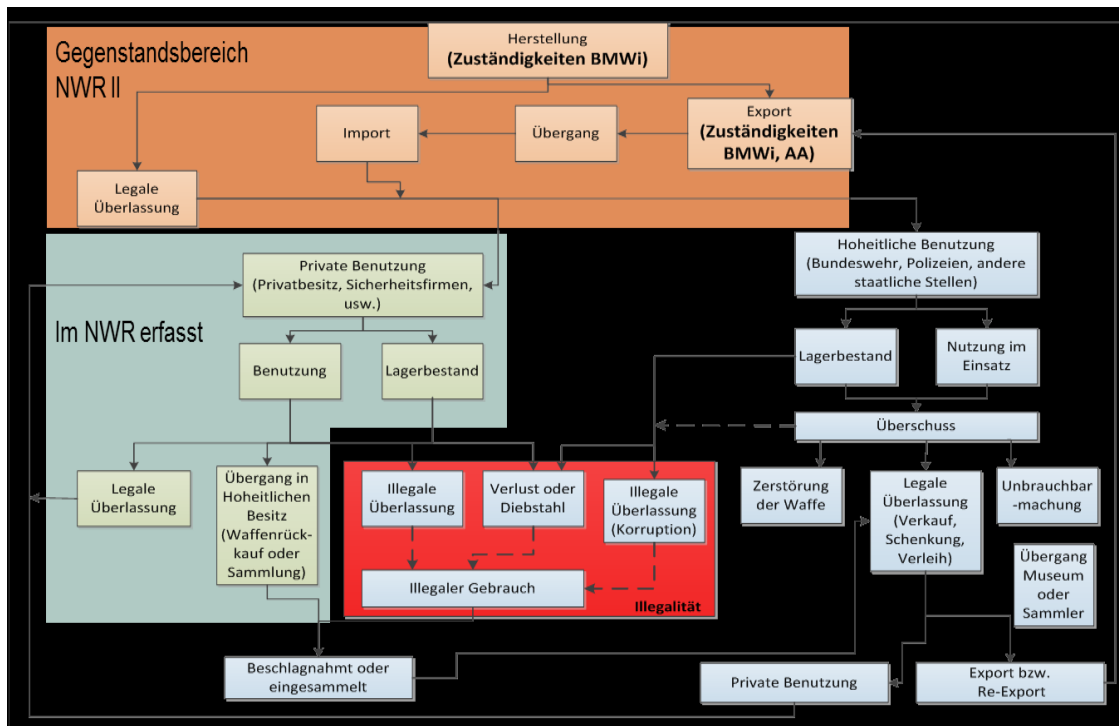 Gegenstandsbereich
NWR II
Herstellung
(Zuständigkeiten BMWi)
Import
Übergang
Export
(Zuständigkeiten
BMWi, AA)
Legale
Überlassung
Im NWR erfasst
Private Benutzung
(Privatbesitz, Sicherheitsfirmen,
usw.)
Hoheitliche Benutzung
(Bundeswehr, Polizeien, andere
staatliche Stellen)
Benutzung
Lagerbestand
Lagerbestand
Nutzung im
Einsatz
Überschuss
Legale
Überlassung
Übergang in
Hoheitlichen
Besitz
(Waffenrück-
kauf oder
Sammlung)
Illegale
Überlassung
Verlust oder
Diebstahl
Illegale
Überlassung
(Korruption)
Illegaler Gebrauch
Illegalität
Zerstörung
der Waffe
Legale
Überlassung
(Verkauf,
Schenkung,
Verleih)
Unbrauchbar
-machung
Übergang
Museum
oder
Sammler
Beschlagnahmt oder
eingesammelt
Private Benutzung
Export bzw.
Re-Export